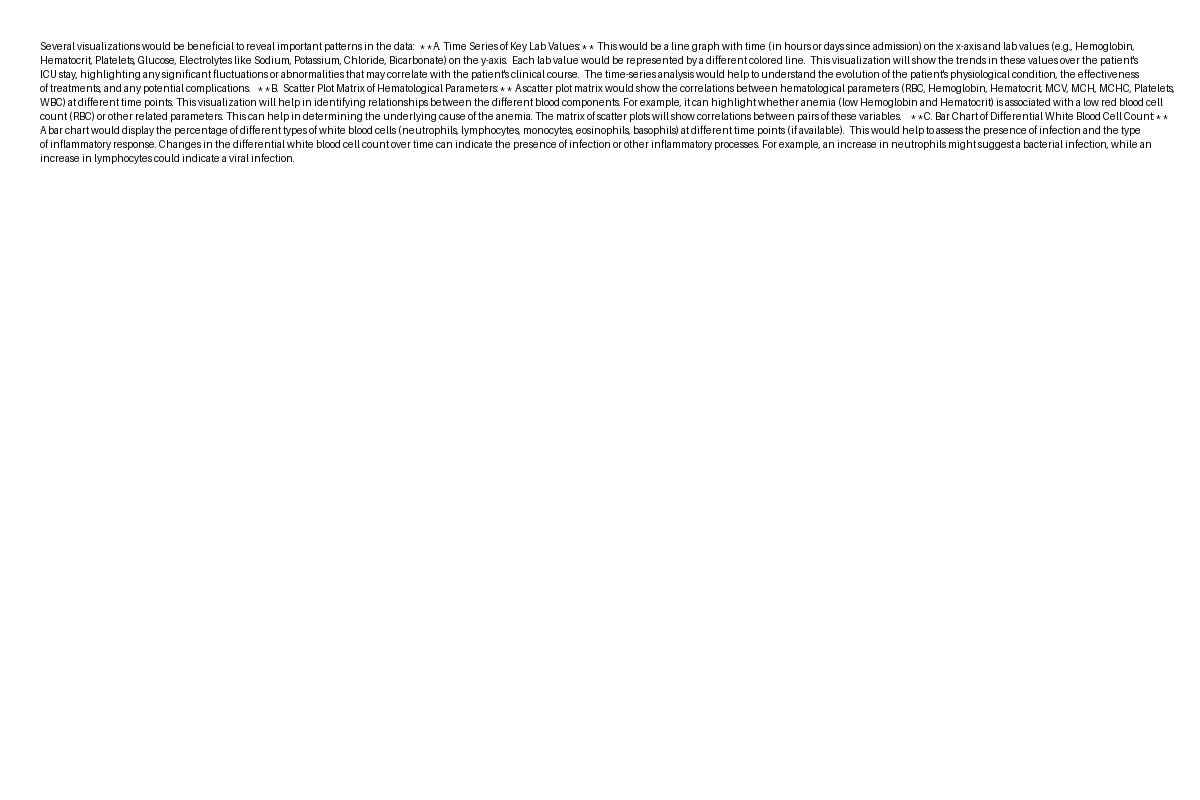 Several visualizations would be beneficial to reveal important patterns in the data:  **A. Time Series of Key Lab Values:** This would be a line graph with time (in hours or days since admission) on the x-axis and lab values (e.g., Hemoglobin,
Hematocrit, Platelets, Glucose, Electrolytes like Sodium, Potassium, Chloride, Bicarbonate) on the y-axis.  Each lab value would be represented by a different colored line.  This visualization will show the trends in these values over the patient's
ICU stay, highlighting any significant fluctuations or abnormalities that may correlate with the patient's clinical course.  The time-series analysis would help to understand the evolution of the patient's physiological condition, the effectiveness
of treatments, and any potential complications.   **B.  Scatter Plot Matrix of Hematological Parameters:** A scatter plot matrix would show the correlations between hematological parameters (RBC, Hemoglobin, Hematocrit, MCV, MCH, MCHC, Platelets,
WBC) at different time points. This visualization will help in identifying relationships between the different blood components. For example, it can highlight whether anemia (low Hemoglobin and Hematocrit) is associated with a low red blood cell
count (RBC) or other related parameters. This can help in determining the underlying cause of the anemia. The matrix of scatter plots will show correlations between pairs of these variables.   **C. Bar Chart of Differential White Blood Cell Count:**
A bar chart would display the percentage of different types of white blood cells (neutrophils, lymphocytes, monocytes, eosinophils, basophils) at different time points (if available).  This would help to assess the presence of infection and the type
of inflammatory response. Changes in the differential white blood cell count over time can indicate the presence of infection or other inflammatory processes. For example, an increase in neutrophils might suggest a bacterial infection, while an
increase in lymphocytes could indicate a viral infection.